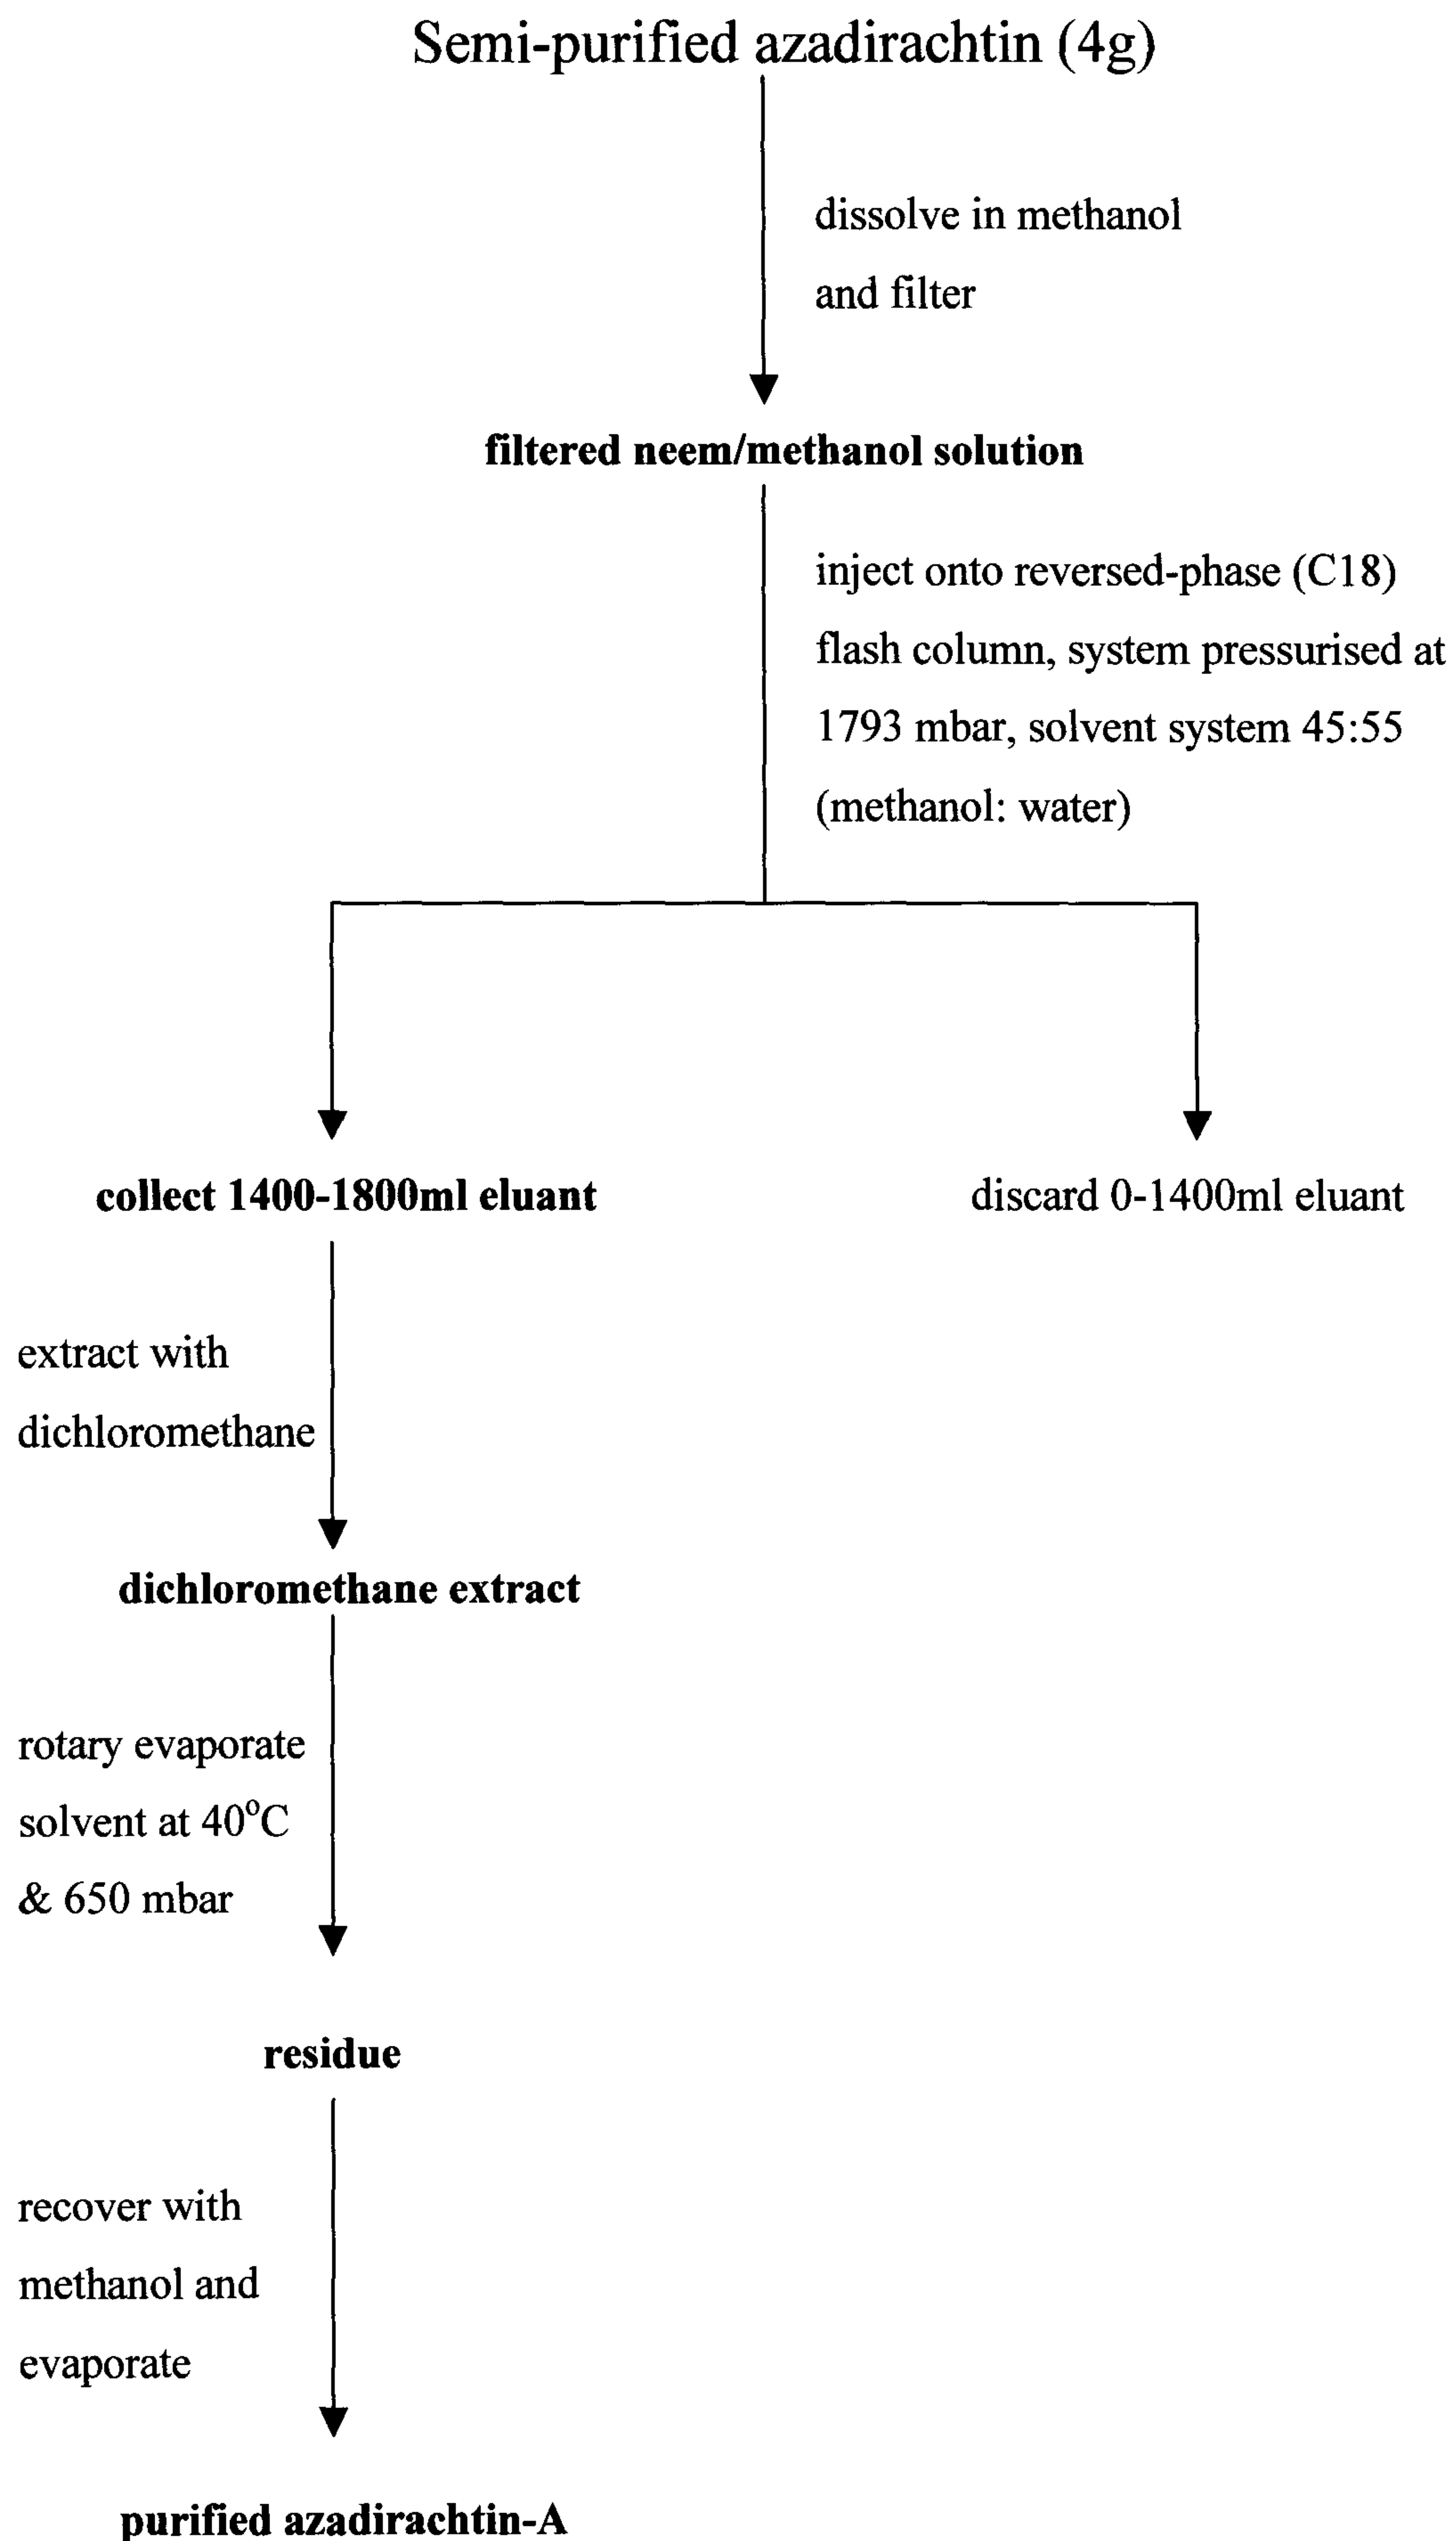 Semi-purified azadirachtin (4g)
dissolve in methanol
and filter
filtered neem/methanol solution
inject onto reversed-phase (C18)
flash column, system pressurised at
1793 mbar, solvent system 45:55
(methanol: water)
collect 1400-1800ml eluant
discard 0-1400ml eluant
extract with
dichloromethane
dichloromethane extract
rotary evaporate
solvent at 40°C
& 650 mbar
residue
recover with
methanol and
evaporate
purified azadirachtin-A